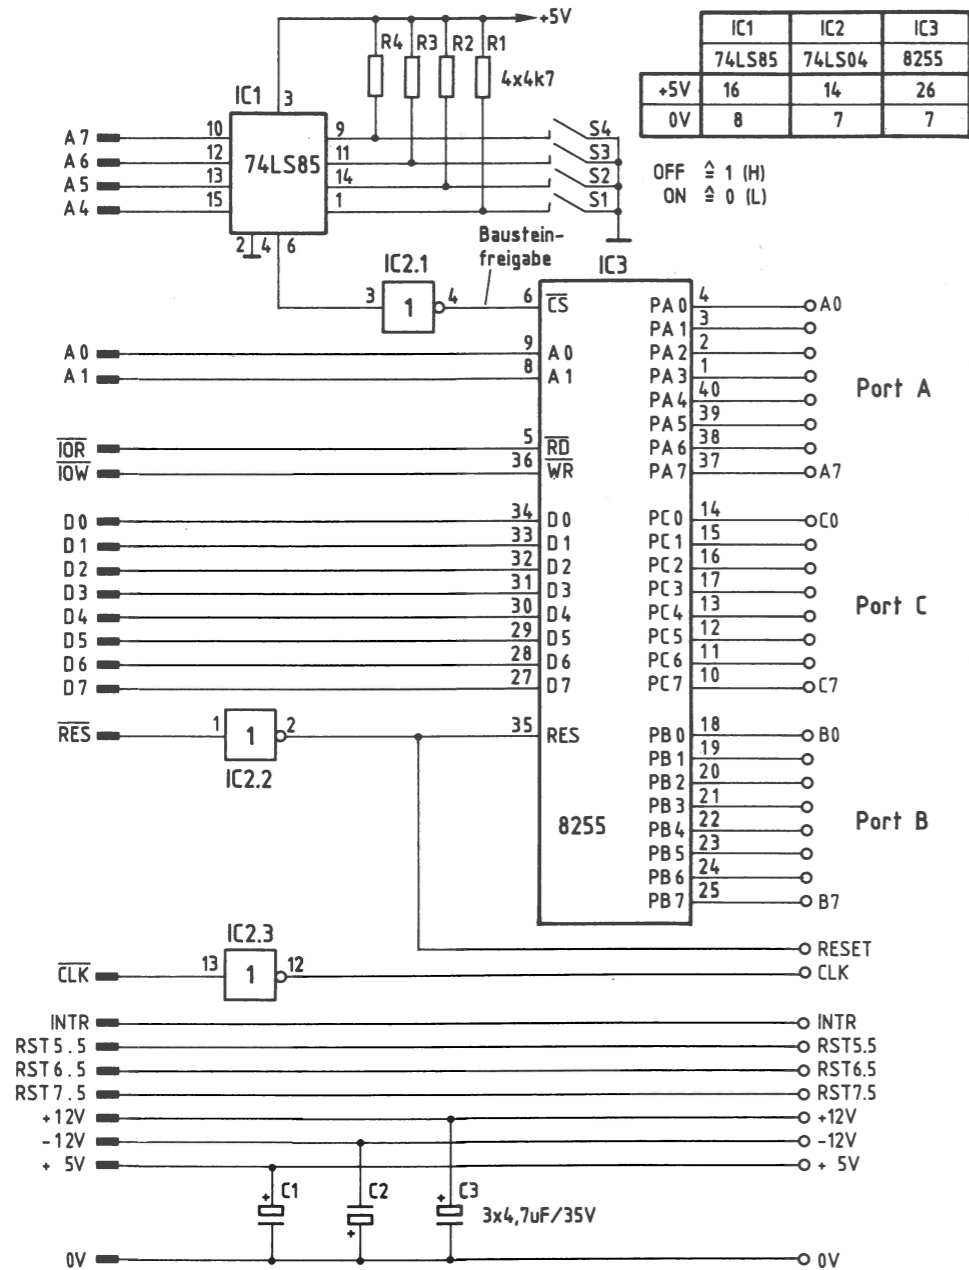 +5V
R4 R3 R2 R1
4x4k7
IC1 IC2 IC3
74LS85 74LS04 8255
+5V 16 14 26
0V 8 7 7
OFF ≙ 1 (H)
ON ≙ 0 (L)
IC1
3
74LS85
A7 10 9 S4
A6 12 11 S3
A5 13 14 S2
A4 15 1 S1
2 4 6
Baustein-
freigabe
IC2.1
3 1 4
IC3
6 C̅S̅ PA0 4 A0
PA1 3
A0 9 A0 PA2 2
A1 8 A1 PA3 1
Port A
PA4 40
PA5 39
I̅O̅R̅ 5 R̅D̅ PA6 38
I̅O̅W̅ 36 W̅R̅ PA7 37 A7
D0 34 D0 PC0 14 C0
D1 33 D1 PC1 15
D2 32 D2 PC2 16
D3 31 D3 PC3 17
Port C
D4 30 D4 PC4 13
D5 29 D5 PC5 12
D6 28 D6 PC6 11
D7 27 D7 PC7 10 C7
R̅E̅S̅ 1 1 2 35 RES PB0 18 B0
IC2.2
PB1 19
PB2 20
PB3 21
8255
Port B
PB4 22
PB5 23
PB6 24
PB7 25 B7
IC2.3
RESET
C̅L̅K̅ 13 1 12 CLK
INTR INTR
RST5.5 RST5.5
RST6.5 RST6.5
RST7.5 RST7.5
+12V +12V
-12V -12V
+ 5V + 5V
+ C1 C2 + + C3
3x4,7uF/35V
0V 0V